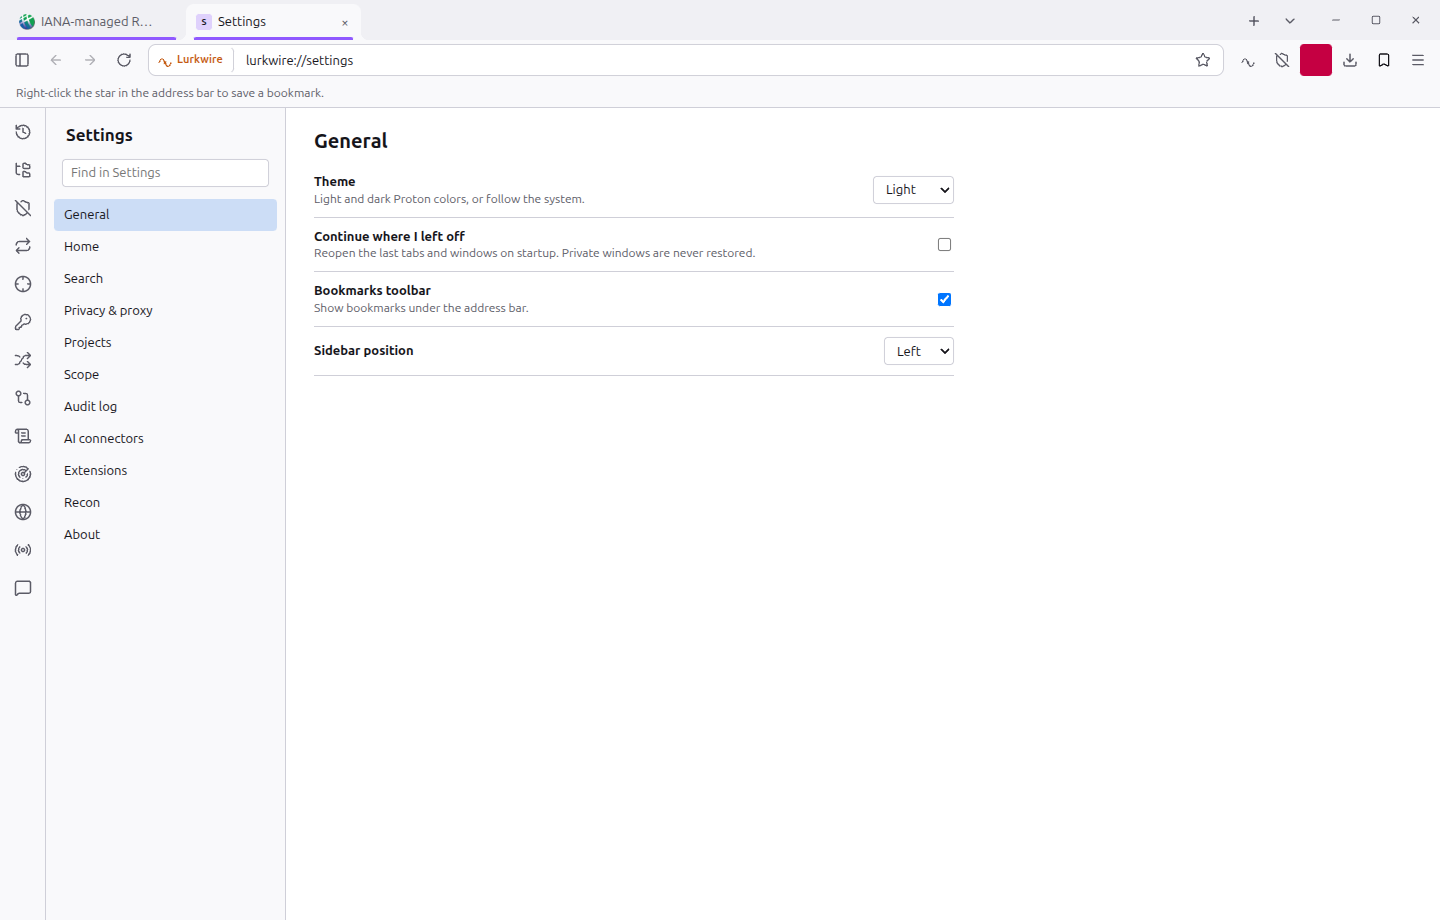 IANA-managed R...
S Settings
Lurkwire
lurkwire://settings
Right-click the star in the address bar to save a bookmark.
Settings
Find in Settings
General
Home
Search
Privacy & proxy
Projects
Scope
Audit log
AI connectors
Extensions
Recon
About
General
Theme
Light and dark Proton colors, or follow the system.
Light
Continue where I left off
Reopen the last tabs and windows on startup. Private windows are never restored.
Bookmarks toolbar
Show bookmarks under the address bar.
Sidebar position
Left